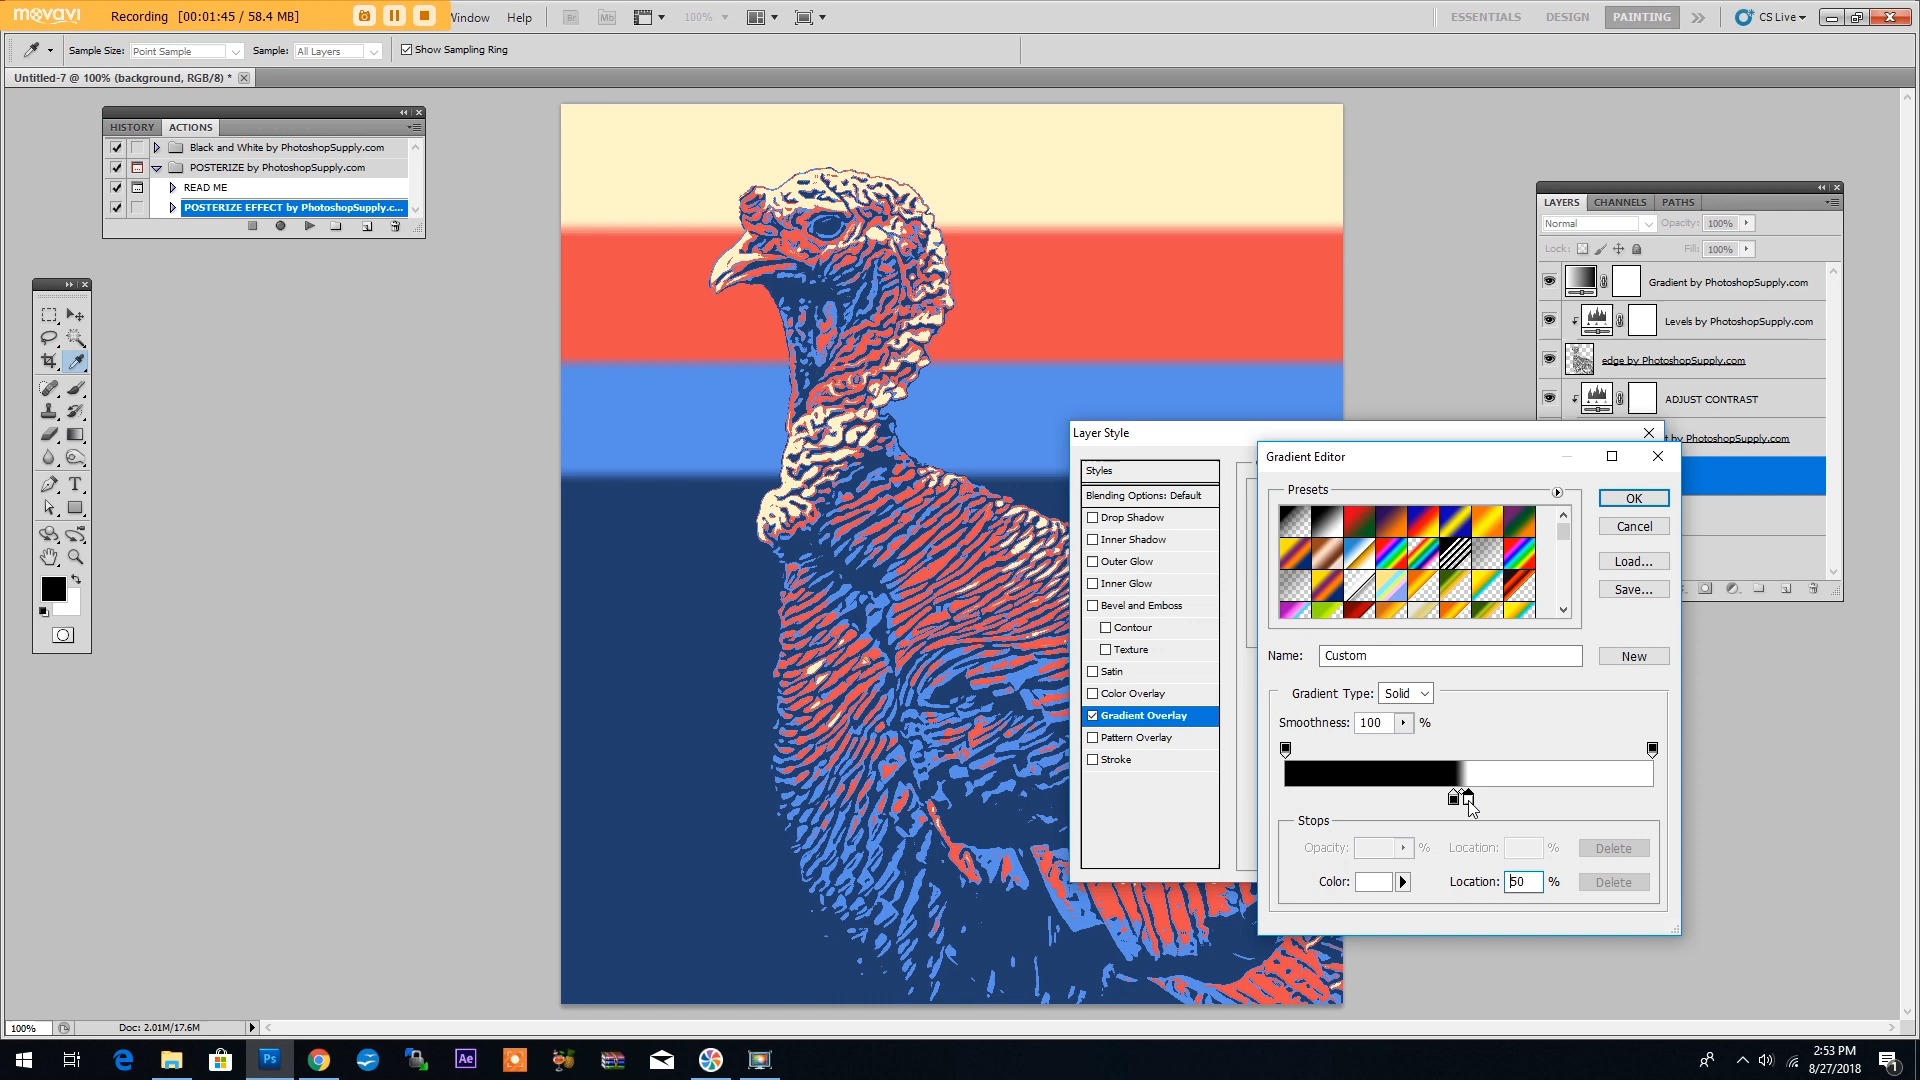 movavi
Recording [00:01:45 / 58.4 MB]
Window Help
Br Mb 100%
ESSENTIALS DESIGN PAINTING CS Live
Sample Size: Point Sample Sample: All Layers Show Sampling Ring
Untitled-7 @ 100% (background, RGB/8) *
HISTORY ACTIONS
Black and White by PhotoshopSupply.com
POSTERIZE by PhotoshopSupply.com
READ ME
POSTERIZE EFFECT by PhotoshopSupply.c...
LAYERS CHANNELS PATHS
Normal Opacity: 100%
Lock: Fill: 100%
Gradient by PhotoshopSupply.com
Levels by PhotoshopSupply.com
edge by PhotoshopSupply.com
ADJUST CONTRAST
by PhotoshopSupply.com
Layer Style
Styles
Blending Options: Default
Drop Shadow
Inner Shadow
Outer Glow
Inner Glow
Bevel and Emboss
Contour
Texture
Satin
Color Overlay
Gradient Overlay
Pattern Overlay
Stroke
Gradient Editor
Presets
OK
Cancel
Load...
Save...
Name: Custom New
Gradient Type: Solid
Smoothness: 100 %
Stops
Opacity: % Location: % Delete
Color: Location: 50 % Delete
100% Doc: 2.01M/17.6M
Ps Ae
2:53 PM
8/27/2018
1